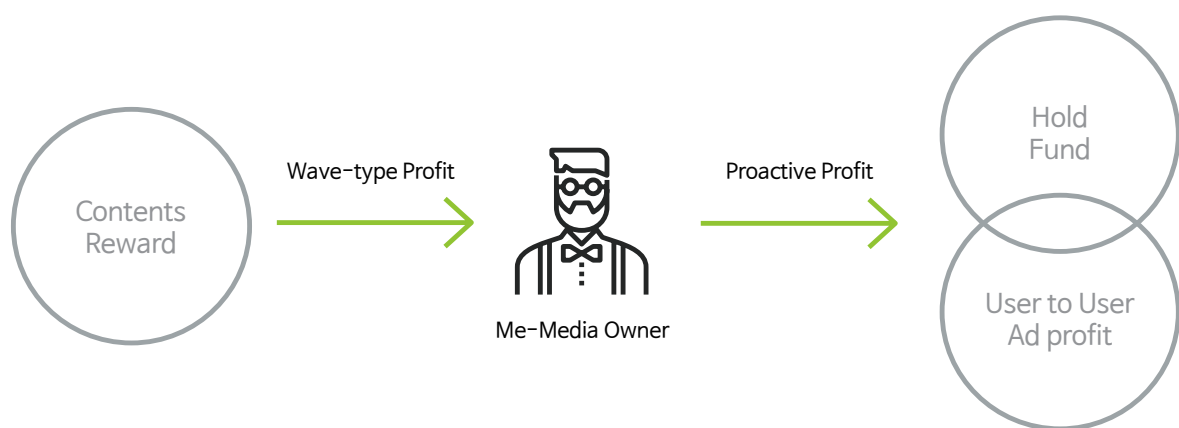 Contents
Reward
Wave-type Profit
Me-Media Owner
Proactive Profit
Hold
Fund
User to User
Ad profit